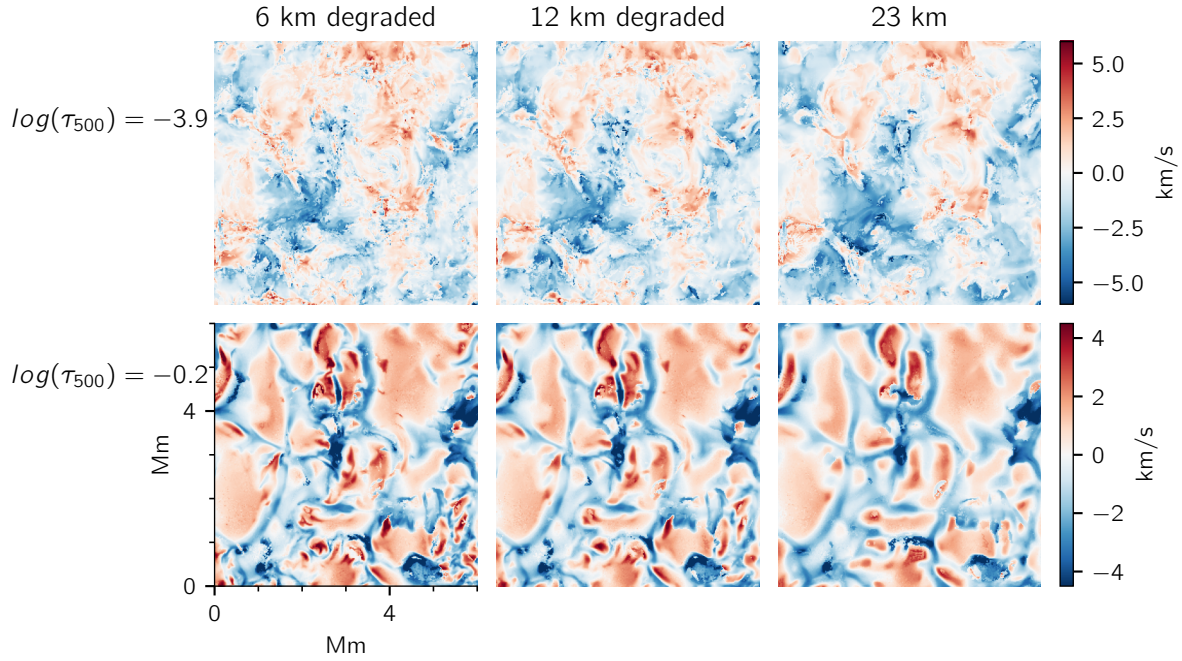 6 km degraded 12 km degraded 23 km
log(τ500) = −3.9
5.0
2.5
0.0
−2.5
−5.0
km/s
log(τ500) = −0.2
4
0
Mm
0 4
Mm
4
2
0
−2
−4
km/s